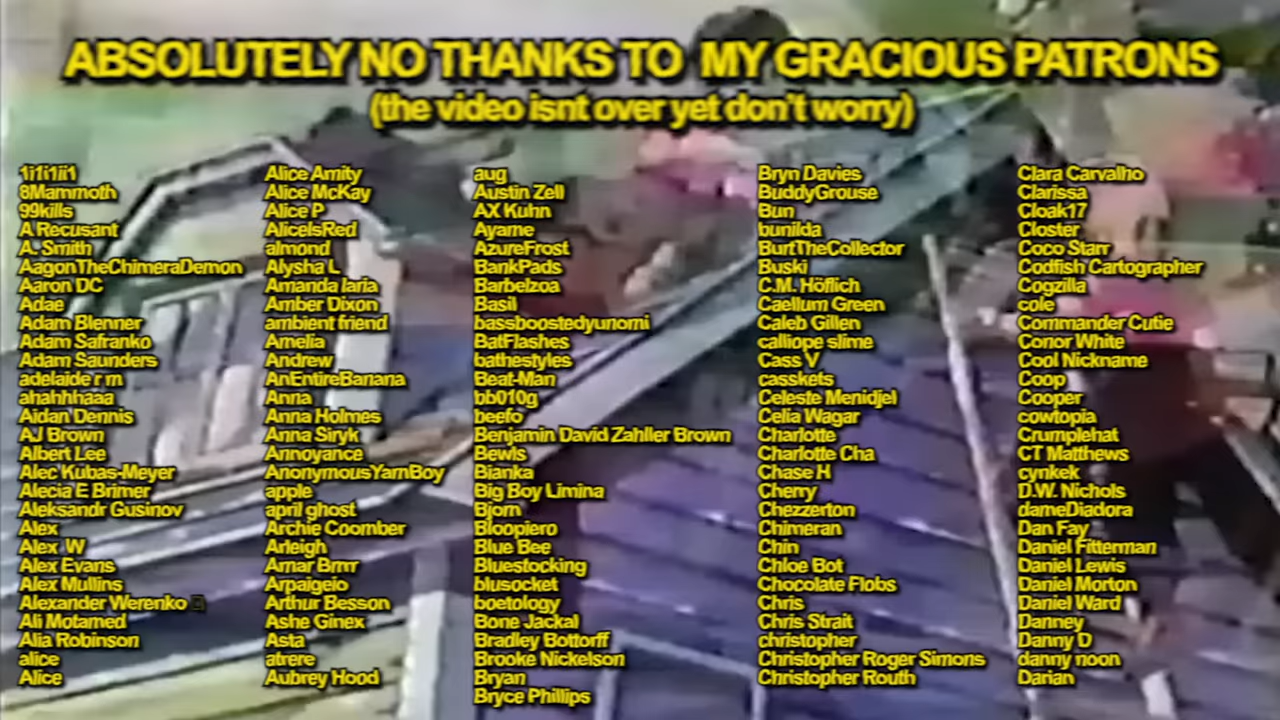 ABSOLUTELY NO THANKS TO MY GRACIOUS PATRONS
(the video isnt over yet don't worry)
1i1i1ii1
8Mammoth
99kills
A Recusant
A. Smith
AagonTheChimeraDemon
Aaron DC
Adae
Adam Blenner
Adam Safranko
Adam Saunders
adelaide r m
ahahhhaaa
Aidan Dennis
AJ Brown
Albert Lee
Alec Kubas-Meyer
Alecia E Brimer
Aleksandr Gusinov
Alex
Alex W
Alex Evans
Alex Mullins
Alexander Werenko
Ali Motamed
Alia Robinson
alice
Alice
Alice Amity
Alice McKay
Alice P
AliceIsRed
almond
Alysha L
Amanda Iaria
Amber Dixon
ambient friend
Amelia
Andrew
AnEntireBanana
Anna
Anna Holmes
Anna Siryk
Annoyance
AnonymousYarnBoy
apple
april ghost
Archie Coomber
Arleigh
Arnar Brrrr
Arpaigeio
Arthur Besson
Ashe Ginex
Asta
atrere
Aubrey Hood
aug
Austin Zell
AX Kuhn
Ayame
AzureFrost
BankPads
Barbelzoa
Basil
bassboostedyunomi
BatFlashes
bathestyles
Beat-Man
bb010g
beefo
Benjamin David Zahller Brown
Bewls
Bianka
Big Boy Limina
Bjorn
Bloopiero
Blue Bee
Bluestocking
blusocket
boetology
Bone Jackal
Bradley Bottorff
Brooke Nickelson
Bryan
Bryce Phillips
Bryn Davies
BuddyGrouse
Bun
bunilda
BurtTheCollector
Buski
C.M. Höflich
Caellum Green
Caleb Gillen
calliope slime
Cass V
casskets
Celeste Menidjel
Celia Wagar
Charlotte
Charlotte Cha
Chase H
Cherry
Chezzerton
Chimeran
Chin
Chloe Bot
Chocolate Flobs
Chris
Chris Strait
christopher
Christopher Roger Simons
Christopher Routh
Clara Carvalho
Clarissa
Cloak17
Closter
Coco Starr
Codfish Cartographer
Cogzilla
cole
Commander Cutie
Conor White
Cool Nickname
Coop
Cooper
cowtopia
Crumplehat
CT Matthews
cynkek
D.W. Nichols
dameDiadora
Dan Fay
Daniel Fitterman
Daniel Lewis
Daniel Morton
Daniel Ward
Danney
Danny D
danny noon
Darian